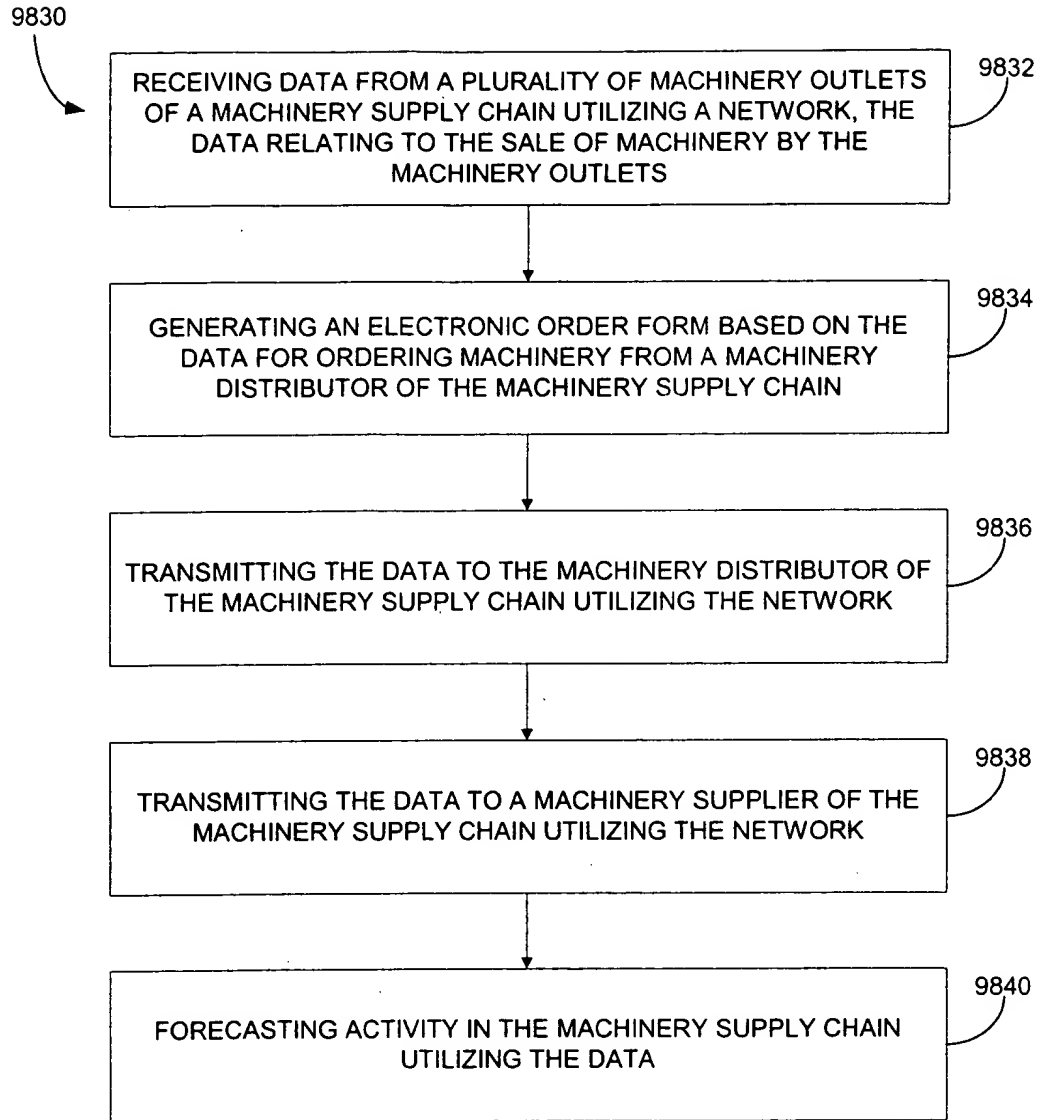 9830
RECEIVING DATA FROM A PLURALITY OF MACHINERY OUTLETS
OF A MACHINERY SUPPLY CHAIN UTILIZING A NETWORK, THE
DATA RELATING TO THE SALE OF MACHINERY BY THE
MACHINERY OUTLETS
9832
GENERATING AN ELECTRONIC ORDER FORM BASED ON THE
DATA FOR ORDERING MACHINERY FROM A MACHINERY
DISTRIBUTOR OF THE MACHINERY SUPPLY CHAIN
9834
TRANSMITTING THE DATA TO THE MACHINERY DISTRIBUTOR OF
THE MACHINERY SUPPLY CHAIN UTILIZING THE NETWORK
9836
TRANSMITTING THE DATA TO A MACHINERY SUPPLIER OF THE
MACHINERY SUPPLY CHAIN UTILIZING THE NETWORK
9838
FORECASTING ACTIVITY IN THE MACHINERY SUPPLY CHAIN
UTILIZING THE DATA
9840